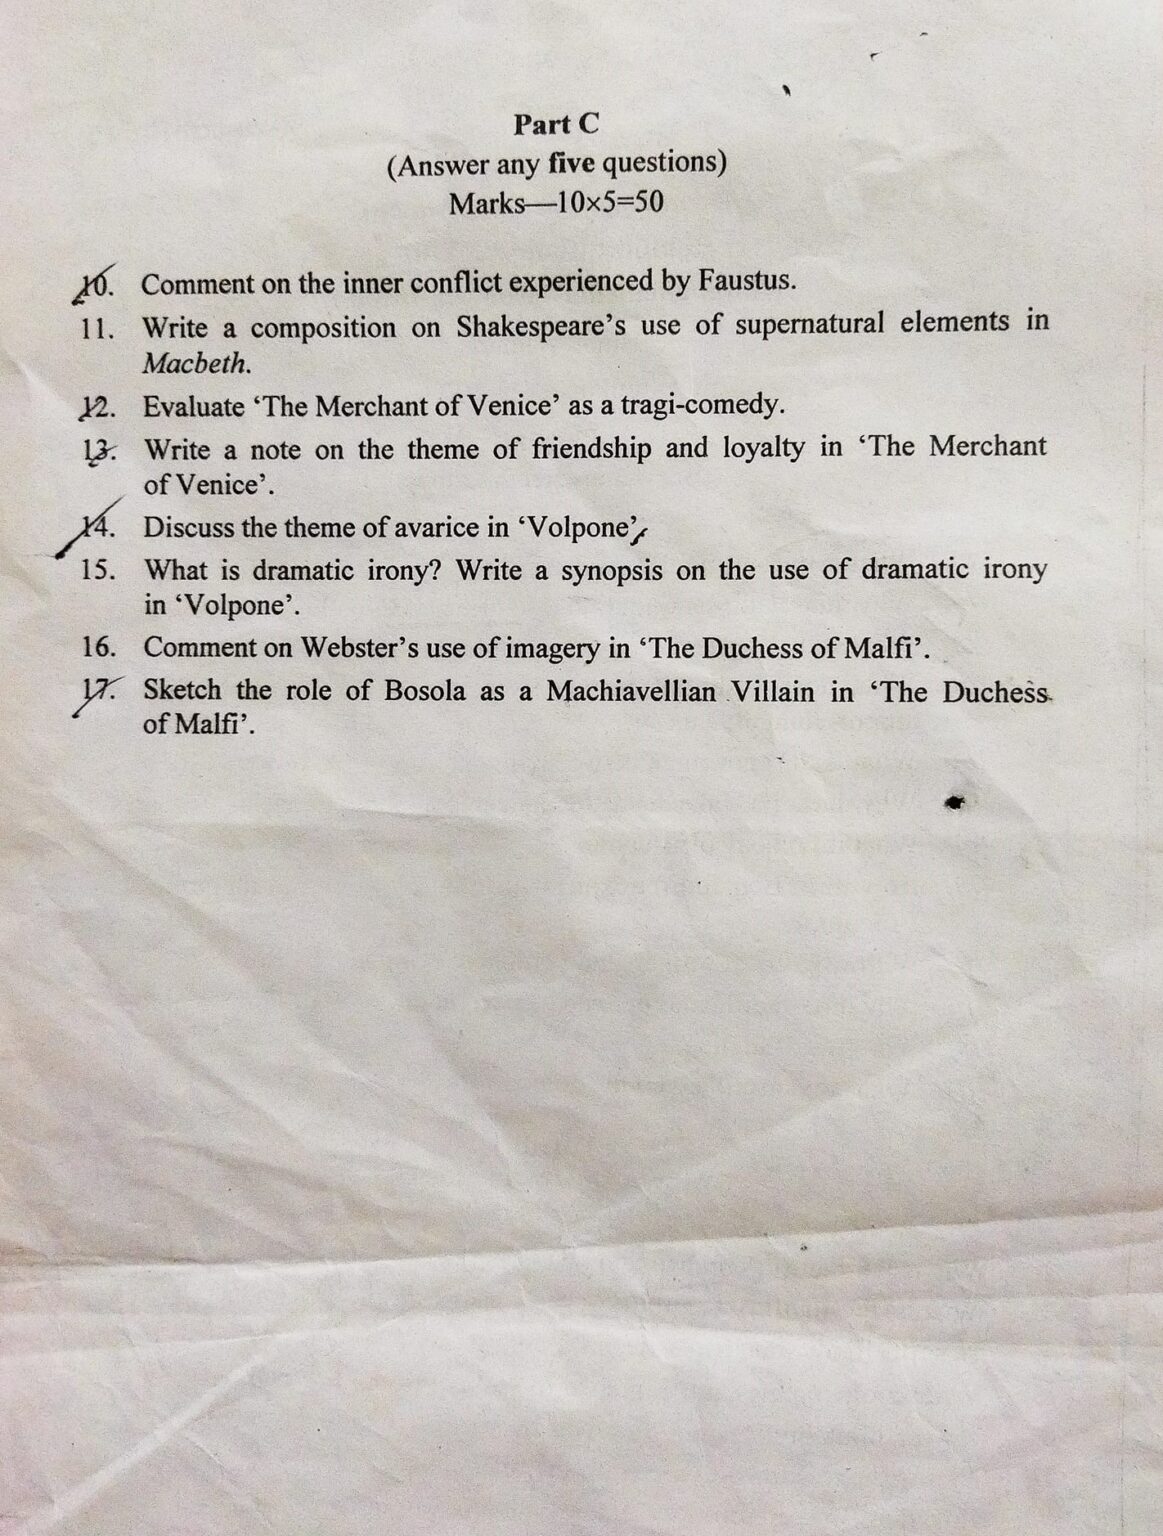 Part C
(Answer any five questions)
Marks—10×5=50
10. Comment on the inner conflict experienced by Faustus.
11. Write a composition on Shakespeare's use of supernatural elements in
Macbeth.
12. Evaluate 'The Merchant of Venice' as a tragi-comedy.
13. Write a note on the theme of friendship and loyalty in 'The Merchant
of Venice'.
14. Discuss the theme of avarice in 'Volpone'.
15. What is dramatic irony? Write a synopsis on the use of dramatic irony
in 'Volpone'.
16. Comment on Webster's use of imagery in 'The Duchess of Malfi'.
17. Sketch the role of Bosola as a Machiavellian Villain in 'The Duchess
of Malfi'.